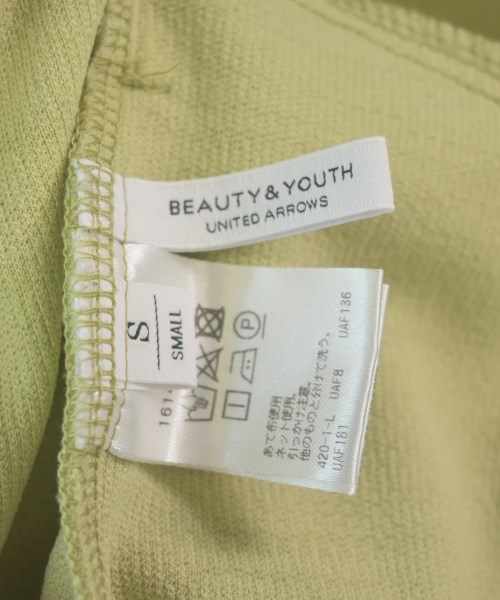 BEAUTY&YOUTH
UNITED ARROWS
S
SMALL
P
あて布使用
ネット使用。
引っかけ注意。
他のものと分けて洗う。
420-1-L UAF8 UAF136
UAF181